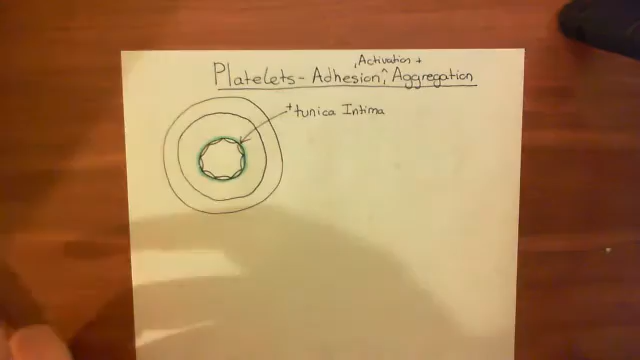 , Activation +
Platelets - Adhesion, ^ Aggregation
+ tunica Intima